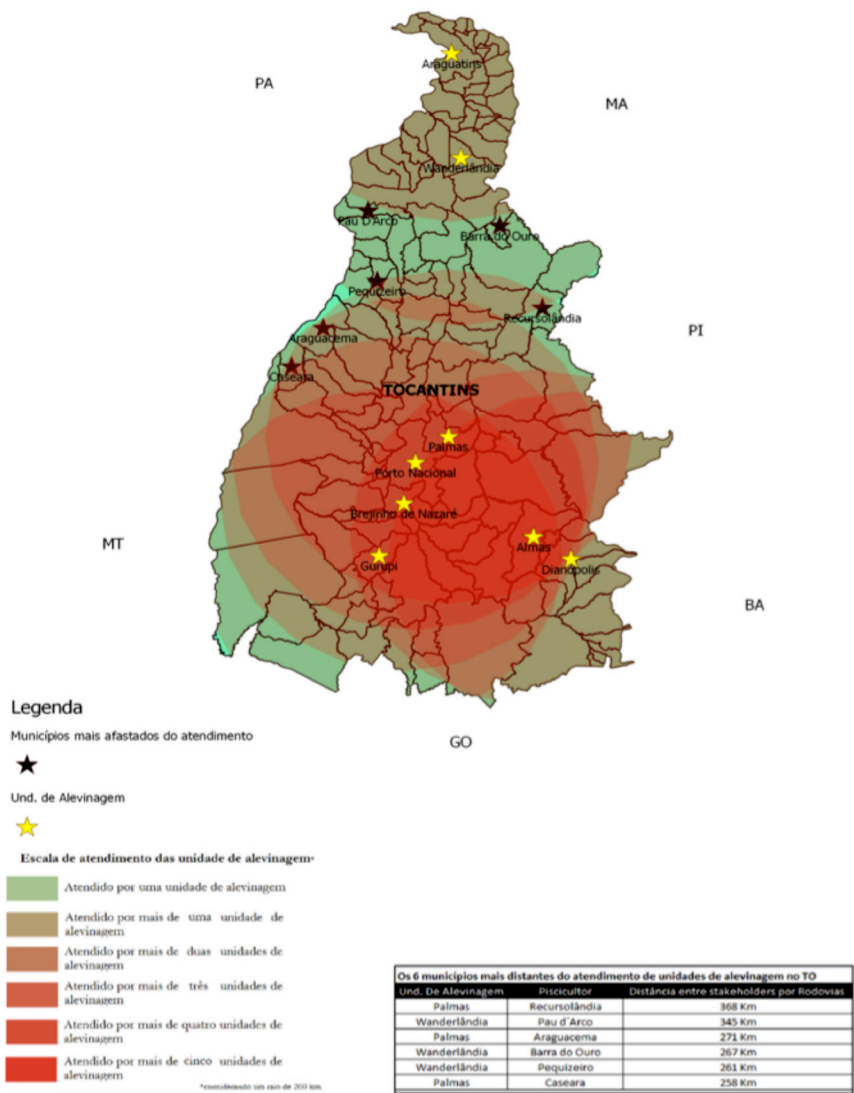 Araguatins
PA
MA
Wanderlândia
Pau D'Arco
Barra do Ouro
Pequizeiro
Recursolândia
Araguacema
PI
Caseara
TOCANTINS
Palmas
Porto Nacional
Brejinho de Nazaré
MT
Almas
Gurupi
Dianópolis
BA
GO
Legenda
Municípios mais afastados do atendimento
Und. de Alevinagem
Escala de atendimento das unidade de alevinagem*
Atendido por uma unidade de alevinagem
Atendido por mais de uma unidade de
alevinagem
Atendido por mais de duas unidades de
alevinagem
Atendido por mais de três unidades de
alevinagem
Atendido por mais de quatro unidades de
alevinagem
Atendido por mais de cinco unidades de
alevinagem
*considerando um raio de 200 km
Os 6 municípios mais distantes do atendimento de unidades de alevinagem no TO
Und. De Alevinagem Piscicultor Distância entre stakeholders por Rodovias
Palmas Recursolândia 368 Km
Wanderlândia Pau d´Arco 345 Km
Palmas Araguacema 271 Km
Wanderlândia Barra do Ouro 267 Km
Wanderlândia Pequizeiro 261 Km
Palmas Caseara 258 Km